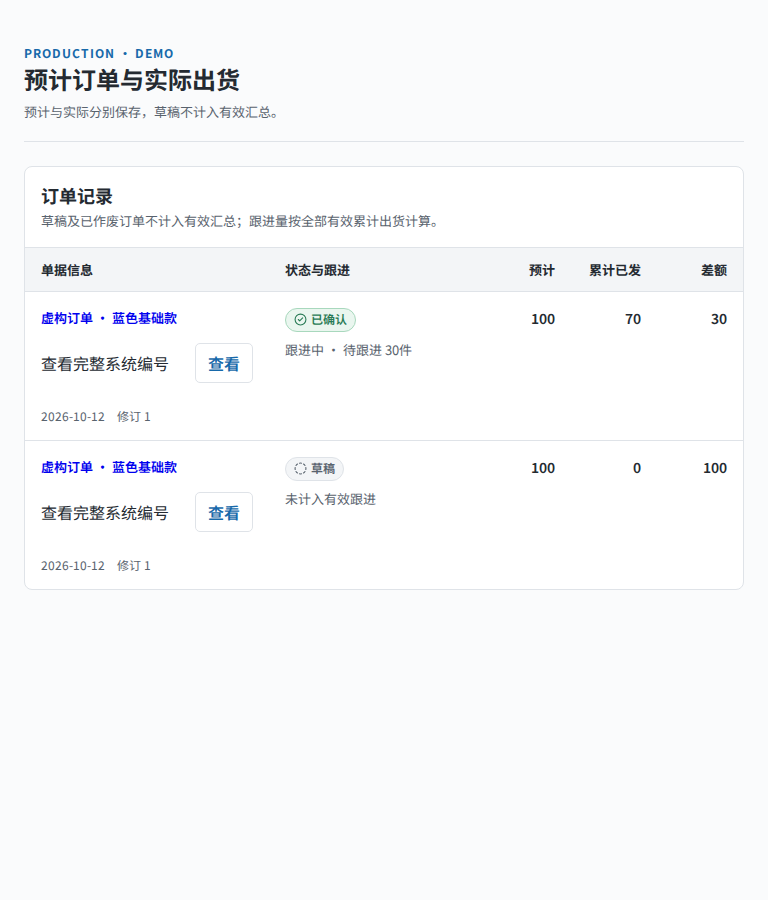 PRODUCTION · DEMO
预计订单与实际出货
预计与实际分别保存，草稿不计入有效汇总。
订单记录
草稿及已作废订单不计入有效汇总；跟进量按全部有效累计出货计算。
单据信息 状态与跟进 预计 累计已发 差额
虚构订单 · 蓝色基础款 已确认 100 70 30
跟进中 · 待跟进 30件
查看完整系统编号 查看
2026-10-12 修订 1
虚构订单 · 蓝色基础款 草稿 100 0 100
未计入有效跟进
查看完整系统编号 查看
2026-10-12 修订 1